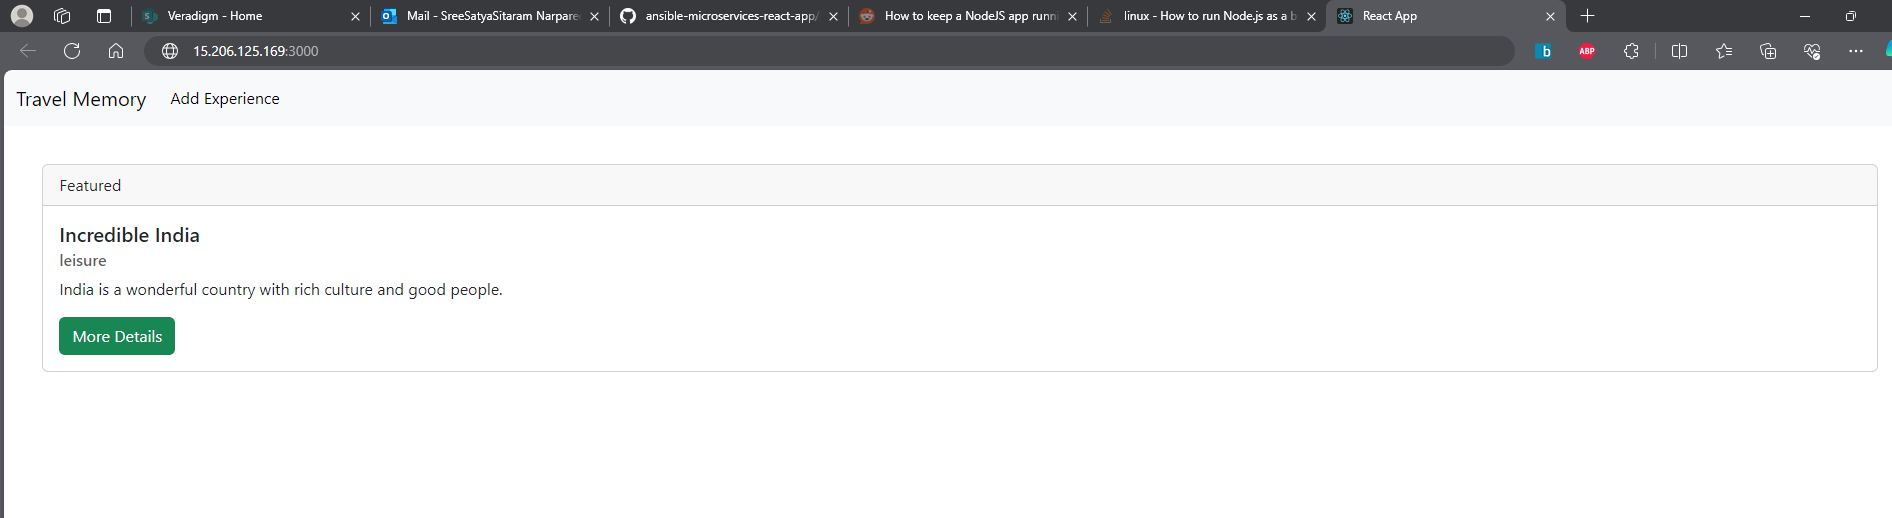 Veradigm - Home
Mail - SreeSatyaSitaram Narpare
ansible-microservices-react-app/
How to keep a NodeJS app runni
linux - How to run Node.js as a b
React App
15.206.125.169:3000
b
ABP
Travel Memory
Add Experience
Featured
Incredible India
leisure
India is a wonderful country with rich culture and good people.
More Details